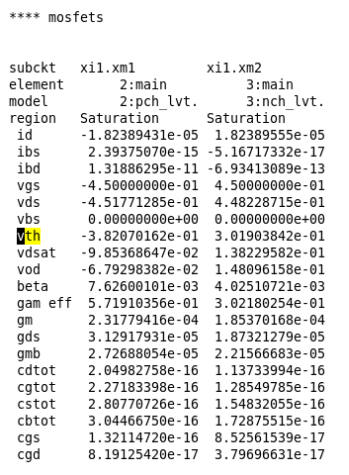 **** mosfets
subckt xi1.xm1 xi1.xm2
element 2:main 3:main
model 2:pch_lvt. 3:nch_lvt.
region Saturation Saturation
id -1.82389431e-05 1.82389555e-05
ibs 2.39375070e-15 -5.16717332e-17
ibd 1.31886295e-11 -6.93413089e-13
vgs -4.50000000e-01 4.50000000e-01
vds -4.51771285e-01 4.48228715e-01
vbs 0.00000000e+00 0.00000000e+00
vth -3.82070162e-01 3.01903842e-01
vdsat -9.85368647e-02 1.38229582e-01
vod -6.79298382e-02 1.48096158e-01
beta 7.62600101e-03 4.02510721e-03
gam eff 5.71910356e-01 3.02180254e-01
gm 2.31779416e-04 1.85370168e-04
gds 3.12917931e-05 1.87321279e-05
gmb 2.72688054e-05 2.21566683e-05
cdtot 2.04982758e-16 1.13733994e-16
cgtot 2.27183398e-16 1.28549785e-16
cstot 2.80770726e-16 1.54832055e-16
cbtot 3.04466750e-16 1.72875515e-16
cgs 1.32114720e-16 8.52561539e-17
cgd 8.19125420e-17 3.79696631e-17